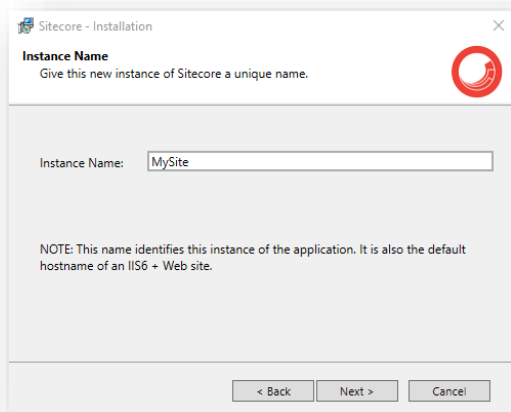 Sitecore - Installation
Instance Name
Give this new instance of Sitecore a unique name.
Instance Name:
MySite
NOTE: This name identifies this instance of the application. It is also the default
hostname of an IIS6 + Web site.
< Back
Next >
Cancel